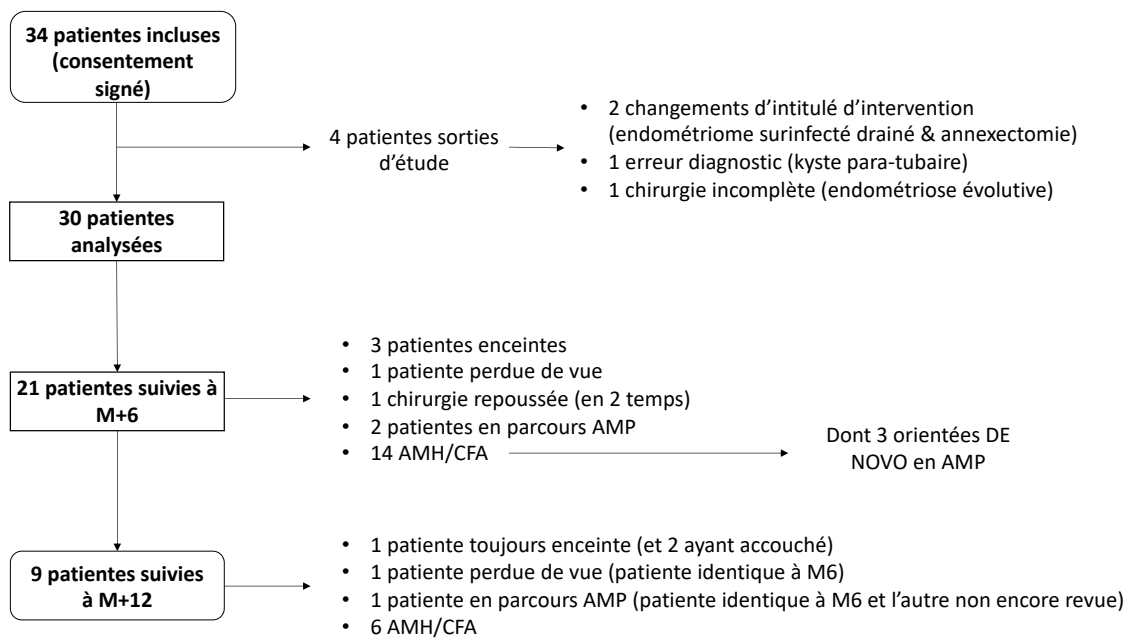 34 patientes incluses
(consentement
signé)
4 patientes sorties
d’étude
• 2 changements d’intitulé d’intervention
(endométriome surinfecté drainé & annexectomie)
• 1 erreur diagnostic (kyste para-tubaire)
• 1 chirurgie incomplète (endométriose évolutive)
30 patientes
analysées
21 patientes suivies à
M+6
• 3 patientes enceintes
• 1 patiente perdue de vue
• 1 chirurgie repoussée (en 2 temps)
• 2 patientes en parcours AMP
• 14 AMH/CFA
Dont 3 orientées DE
NOVO en AMP
9 patientes suivies
à M+12
• 1 patiente toujours enceinte (et 2 ayant accouché)
• 1 patiente perdue de vue (patiente identique à M6)
• 1 patiente en parcours AMP (patiente identique à M6 et l’autre non encore revue)
• 6 AMH/CFA